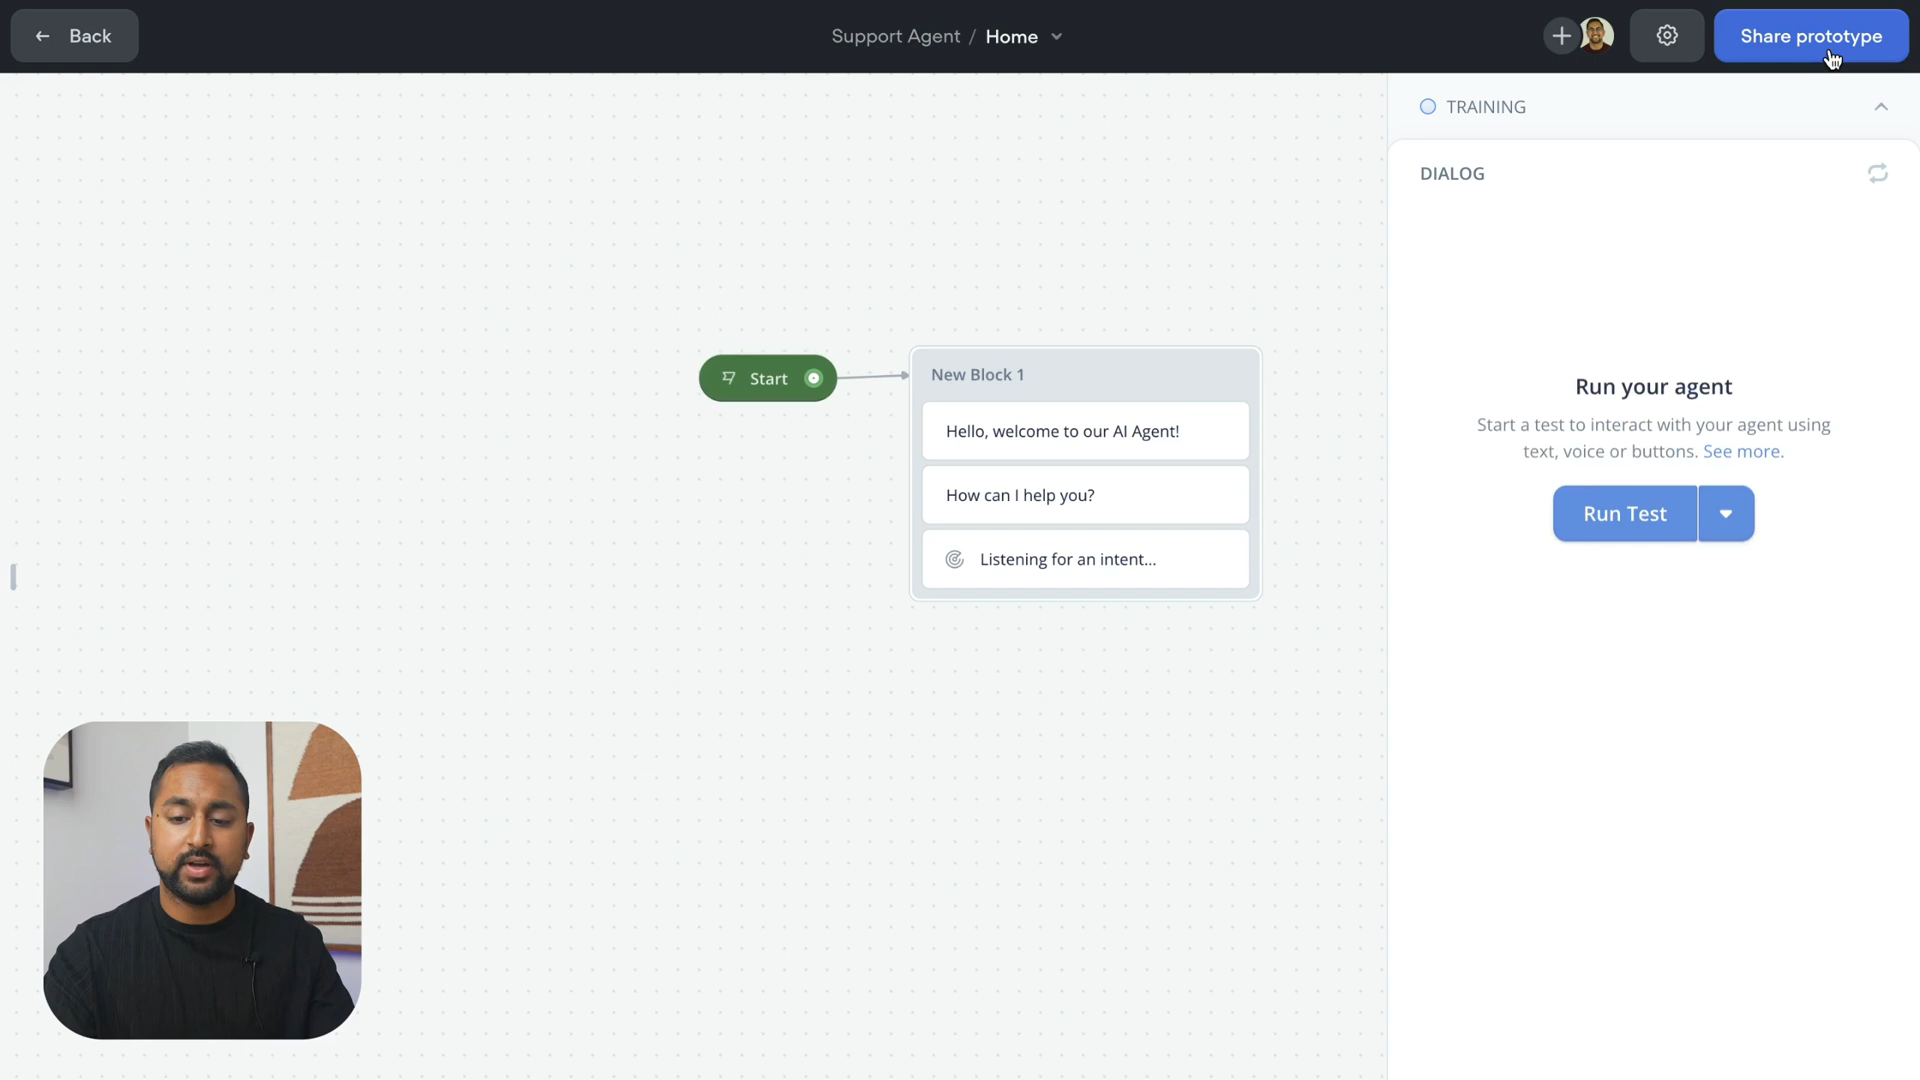 Back
Support Agent / Home
Share prototype
TRAINING
DIALOG
Start
New Block 1
Hello, welcome to our AI Agent!
How can I help you?
Listening for an intent...
Run your agent
Start a test to interact with your agent using
text, voice or buttons. See more.
Run Test